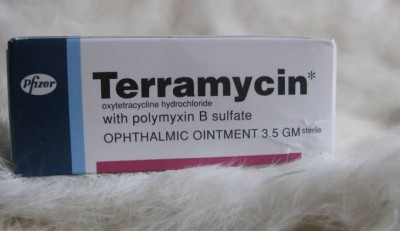 Pfizer
Terramycin*
oxytetracycline hydrochloride
with polymyxin B sulfate
OPHTHALMIC OINTMENT 3.5 GM sterile